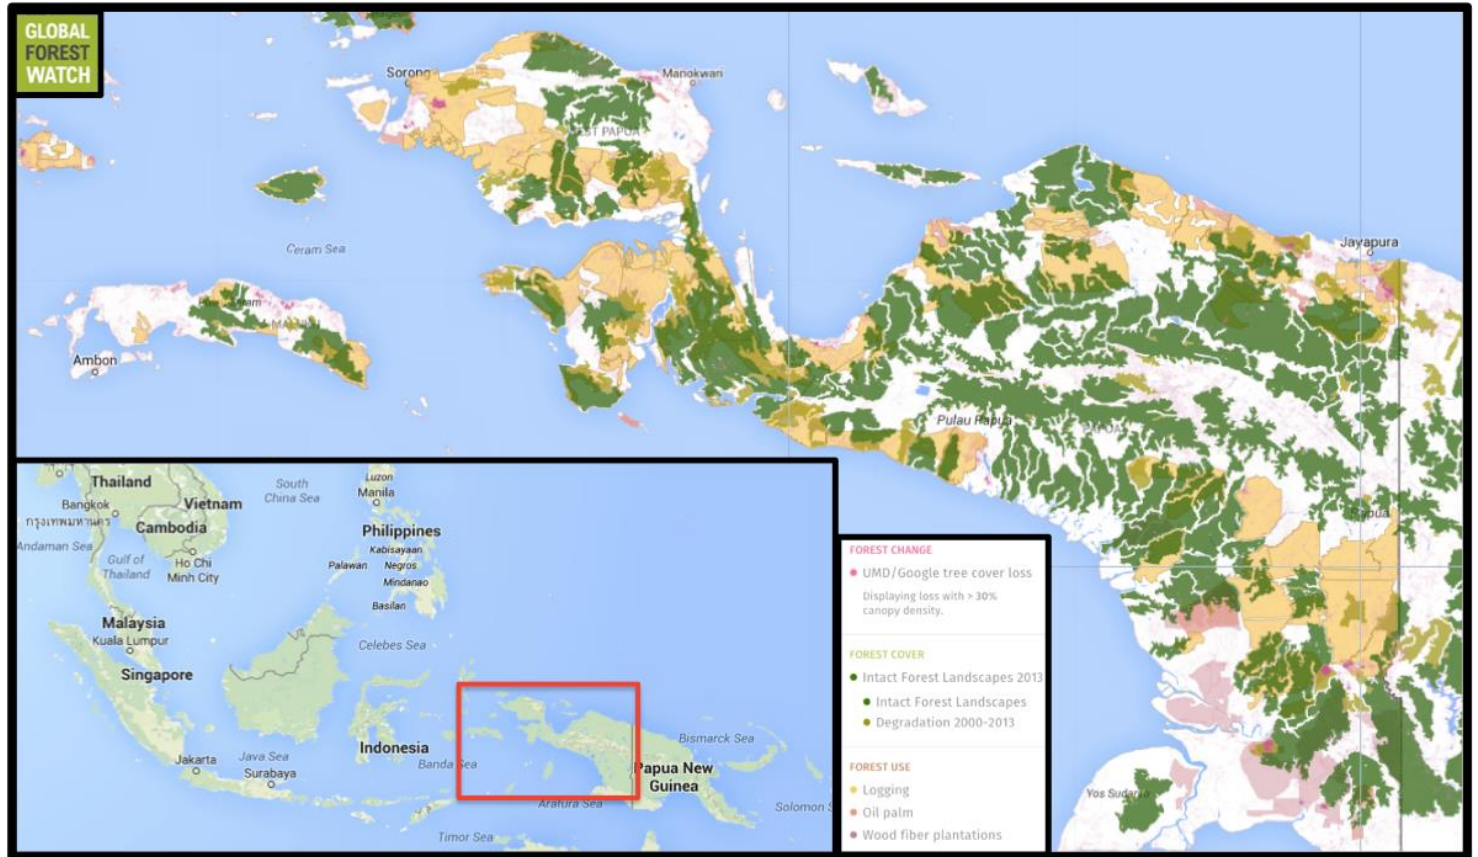 GLOBAL
FOREST
WATCH
Sorong
Manokwari
WEST PAPUA
Ceram Sea
Jayapura
Ambon
Pulau Papua
PAPUA
Papua
Yos Sudarso
Thailand
Bangkok
กรุงเทพมหานคร
Vietnam
Cambodia
Andaman Sea
Gulf of
Thailand
Ho Chi
Minh City
South
China Sea
Luzon
Manila
Philippines
Kabisayaan
Palawan
Negros
Mindanao
Basilan
Malaysia
Kuala Lumpur
Singapore
Celebes Sea
Indonesia
Jakarta
Java Sea
Surabaya
Banda Sea
Bismarck Sea
Papua New
Guinea
Arafura Sea
Solomon S
Timor Sea
FOREST CHANGE
UMD/Google tree cover loss
Displaying loss with > 30%
canopy density.
FOREST COVER
Intact Forest Landscapes 2013
Intact Forest Landscapes
Degradation 2000-2013
FOREST USE
Logging
Oil palm
Wood fiber plantations